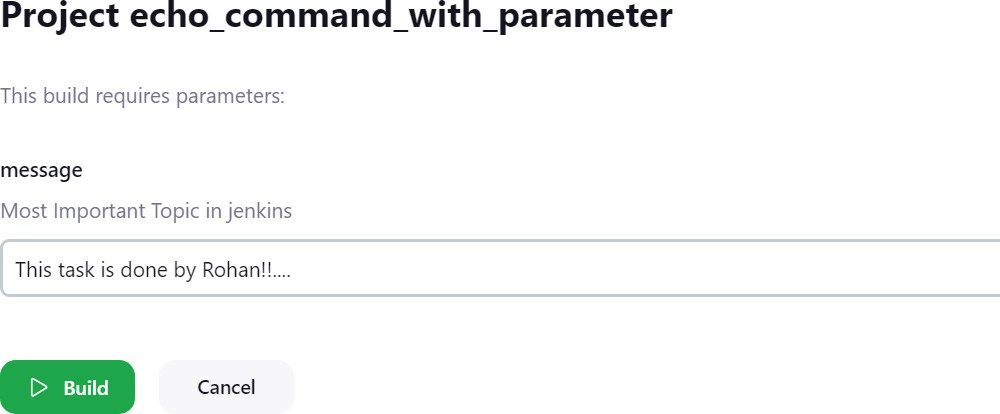 Project echo_command_with_parameter
This build requires parameters:
message
Most Important Topic in jenkins
This task is done by Rohan!!....
Build
Cancel